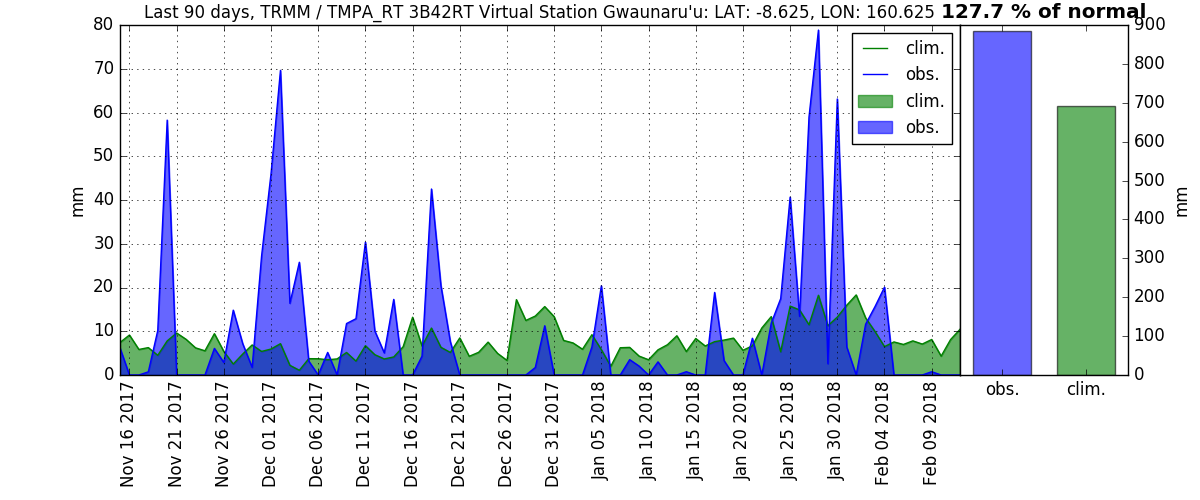 Last 90 days, TRMM / TMPA_RT 3B42RT Virtual Station Gwaunaru'u: LAT: -8.625, LON: 160.625 127.7 % of normal
80
70
60
50
40
30
20
10
0
mm
clim.
obs.
clim.
obs.
900
800
700
600
500
400
300
200
100
0
mm
Nov 16 2017
Nov 21 2017
Nov 26 2017
Dec 01 2017
Dec 06 2017
Dec 11 2017
Dec 16 2017
Dec 21 2017
Dec 26 2017
Dec 31 2017
Jan 05 2018
Jan 10 2018
Jan 15 2018
Jan 20 2018
Jan 25 2018
Jan 30 2018
Feb 04 2018
Feb 09 2018
obs.
clim.